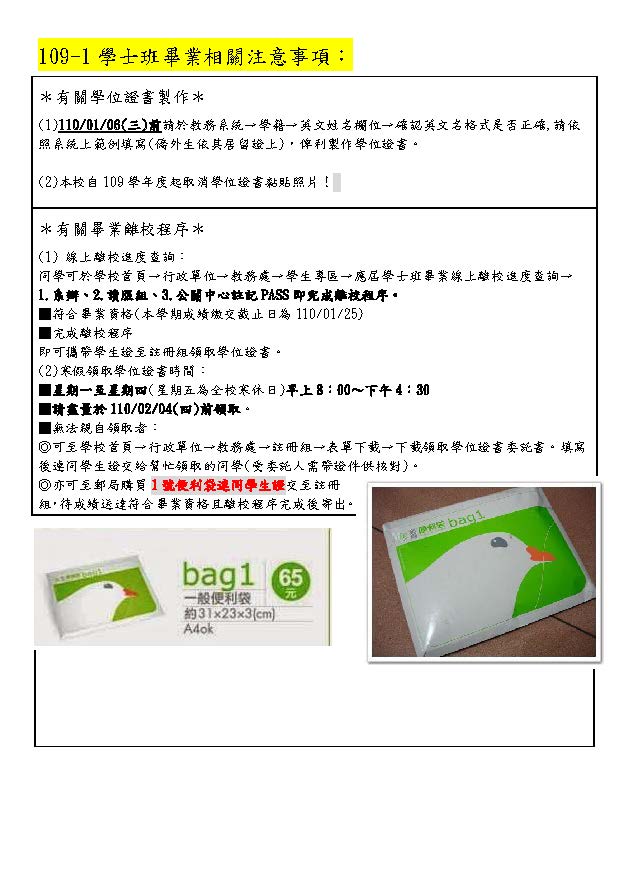 109-1 學士班畢業相關注意事項：
＊有關學位證書製作＊
(1)110/01/06(三)前請於教務系統→學籍→英文姓名欄位→確認英文名格式是否正確,請依
照系統上範例填寫(僑外生依其居留證上)，俾利製作學位證書。
(2)本校自 109 學年度起取消學位證書黏貼照片！
＊有關畢業離校程序＊
(1) 線上離校進度查詢：
同學可於學校首頁→行政單位→教務處→學生專區→應屆學士班畢業線上離校進度查詢→
1.系辦、2.讀服組、3.公關中心註記 PASS 即完成離校程序。
■符合畢業資格(本學期成績繳交截止日為 110/01/25)
■完成離校程序
即可攜帶學生證至註冊組領取學位證書。
(2)寒假領取學位證書時間：
■星期一至星期四(星期五為全校寒休日)早上 8：00～下午 4：30
■請盡量於 110/02/04(四)前領取。
■無法親自領取者：
◎可至學校首頁→行政單位→教務處→註冊組→表單下載→下載領取學位證書委託書。填寫
後連同學生證交給幫忙領取的同學(受委託人需帶證件供核對)。
◎亦可至郵局購買 1 號便利袋連同學生證交至註冊
組,待成績送達符合畢業資格且離校程序完成後寄出。
bag1
65
元
一般便利袋
約31×23×3(cm)
A4ok
便利袋 bag1